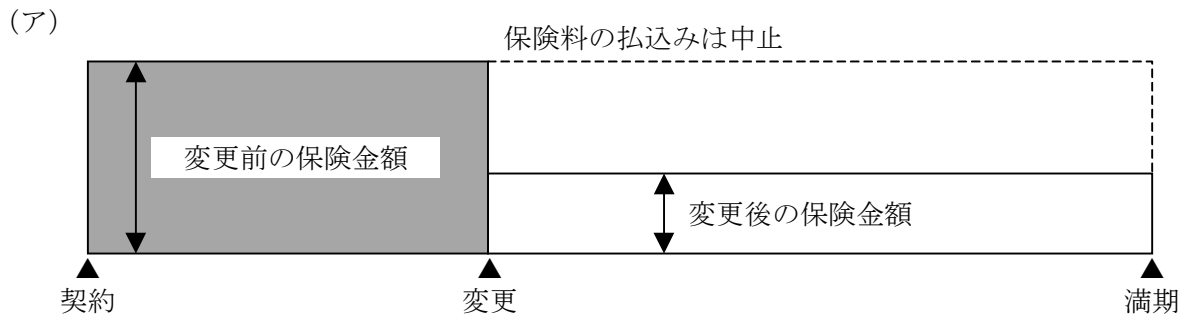 (ア)
保険料の払込みは中止
変更前の保険金額
変更後の保険金額
契約
変更
満期